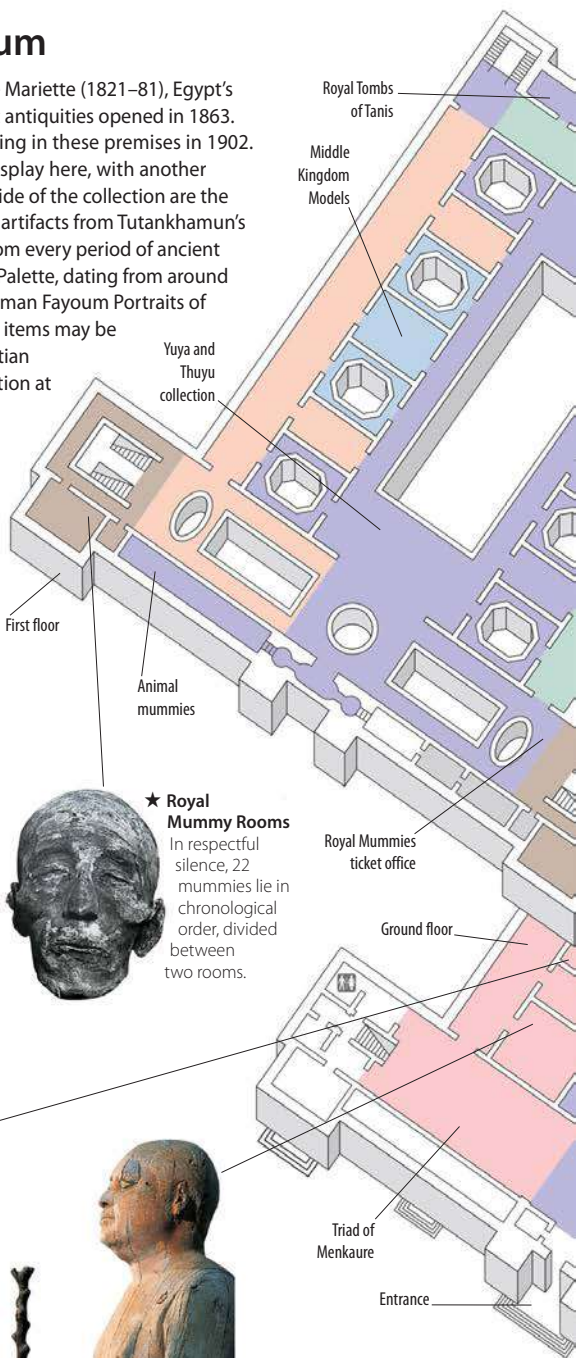 um
Mariette (1821–81), Egypt’s
antiquities opened in 1863.
ing in these premises in 1902.
splay here, with another
ide of the collection are the
artifacts from Tutankhamun’s
om every period of ancient
Palette, dating from around
man Fayoum Portraits of
items may be
tian
tion at
Royal Tombs
of Tanis
Middle
Kingdom
Models
Yuya and
Thuyu
collection
First floor
Animal
mummies
★ Royal
Mummy Rooms
In respectful
silence, 22
mummies lie in
chronological
order, divided
between
two rooms.
Royal Mummies
ticket office
Ground floor
Triad of
Menkaure
Entrance